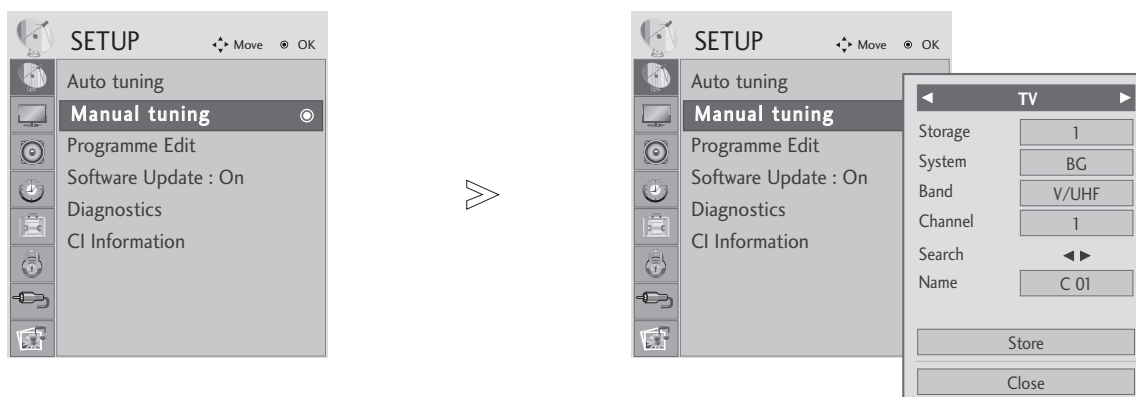 SETUP Move OK
Auto tuning
Manual tuning
Programme Edit
Software Update : On
Diagnostics
CI Information
SETUP Move OK
Auto tuning
Manual tuning
Programme Edit
Software Update : On
Diagnostics
CI Information
TV
Storage 1
System BG
Band V/UHF
Channel 1
Search
Name C 01
Store
Close